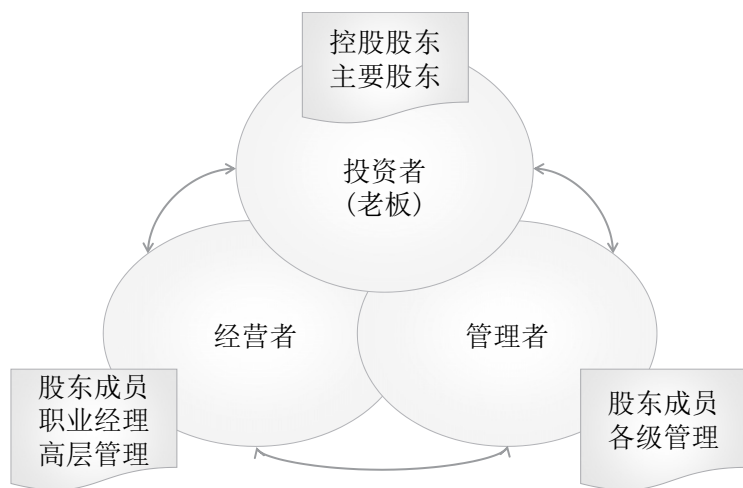 控股股东
主要股东
投资者
(老板)
经营者
管理者
股东成员
职业经理
高层管理
股东成员
各级管理